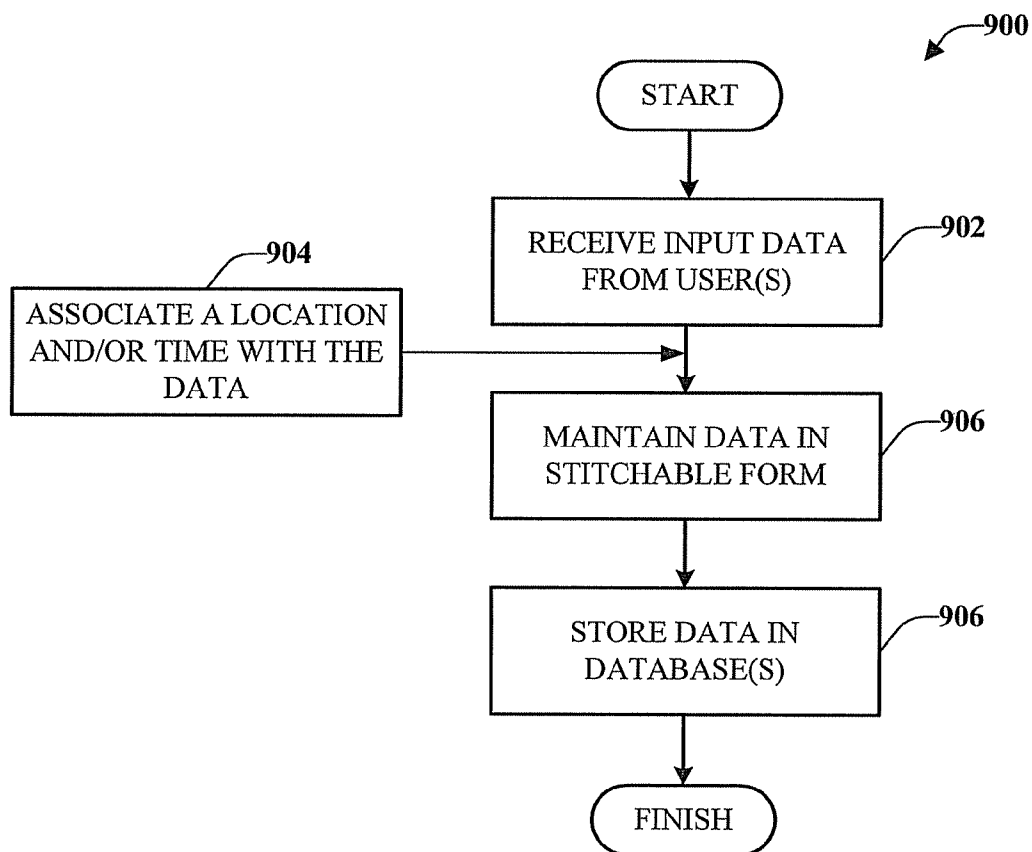 900
START
RECEIVE INPUT DATA
FROM USER(S)
902
904
ASSOCIATE A LOCATION
AND/OR TIME WITH THE
DATA
MAINTAIN DATA IN
STITCHABLE FORM
906
STORE DATA IN
DATABASE(S)
906
FINISH